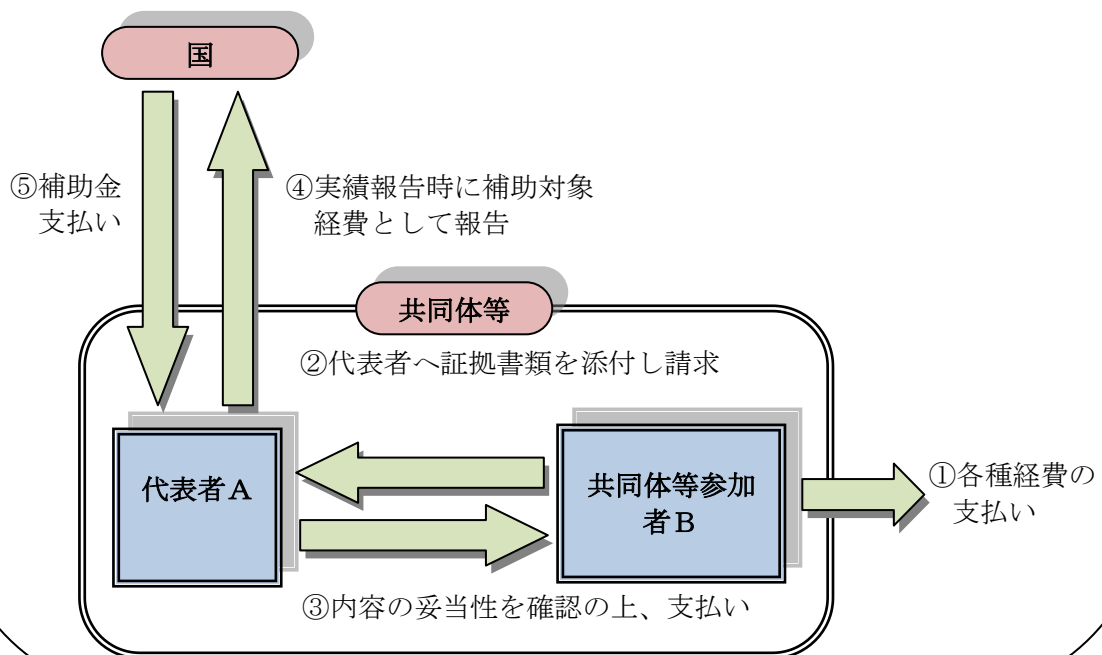 国
⑤補助金
支払い
④実績報告時に補助対象
経費として報告
共同体等
②代表者へ証拠書類を添付し請求
代表者A
共同体等参加
者B
①各種経費の
支払い
③内容の妥当性を確認の上、支払い